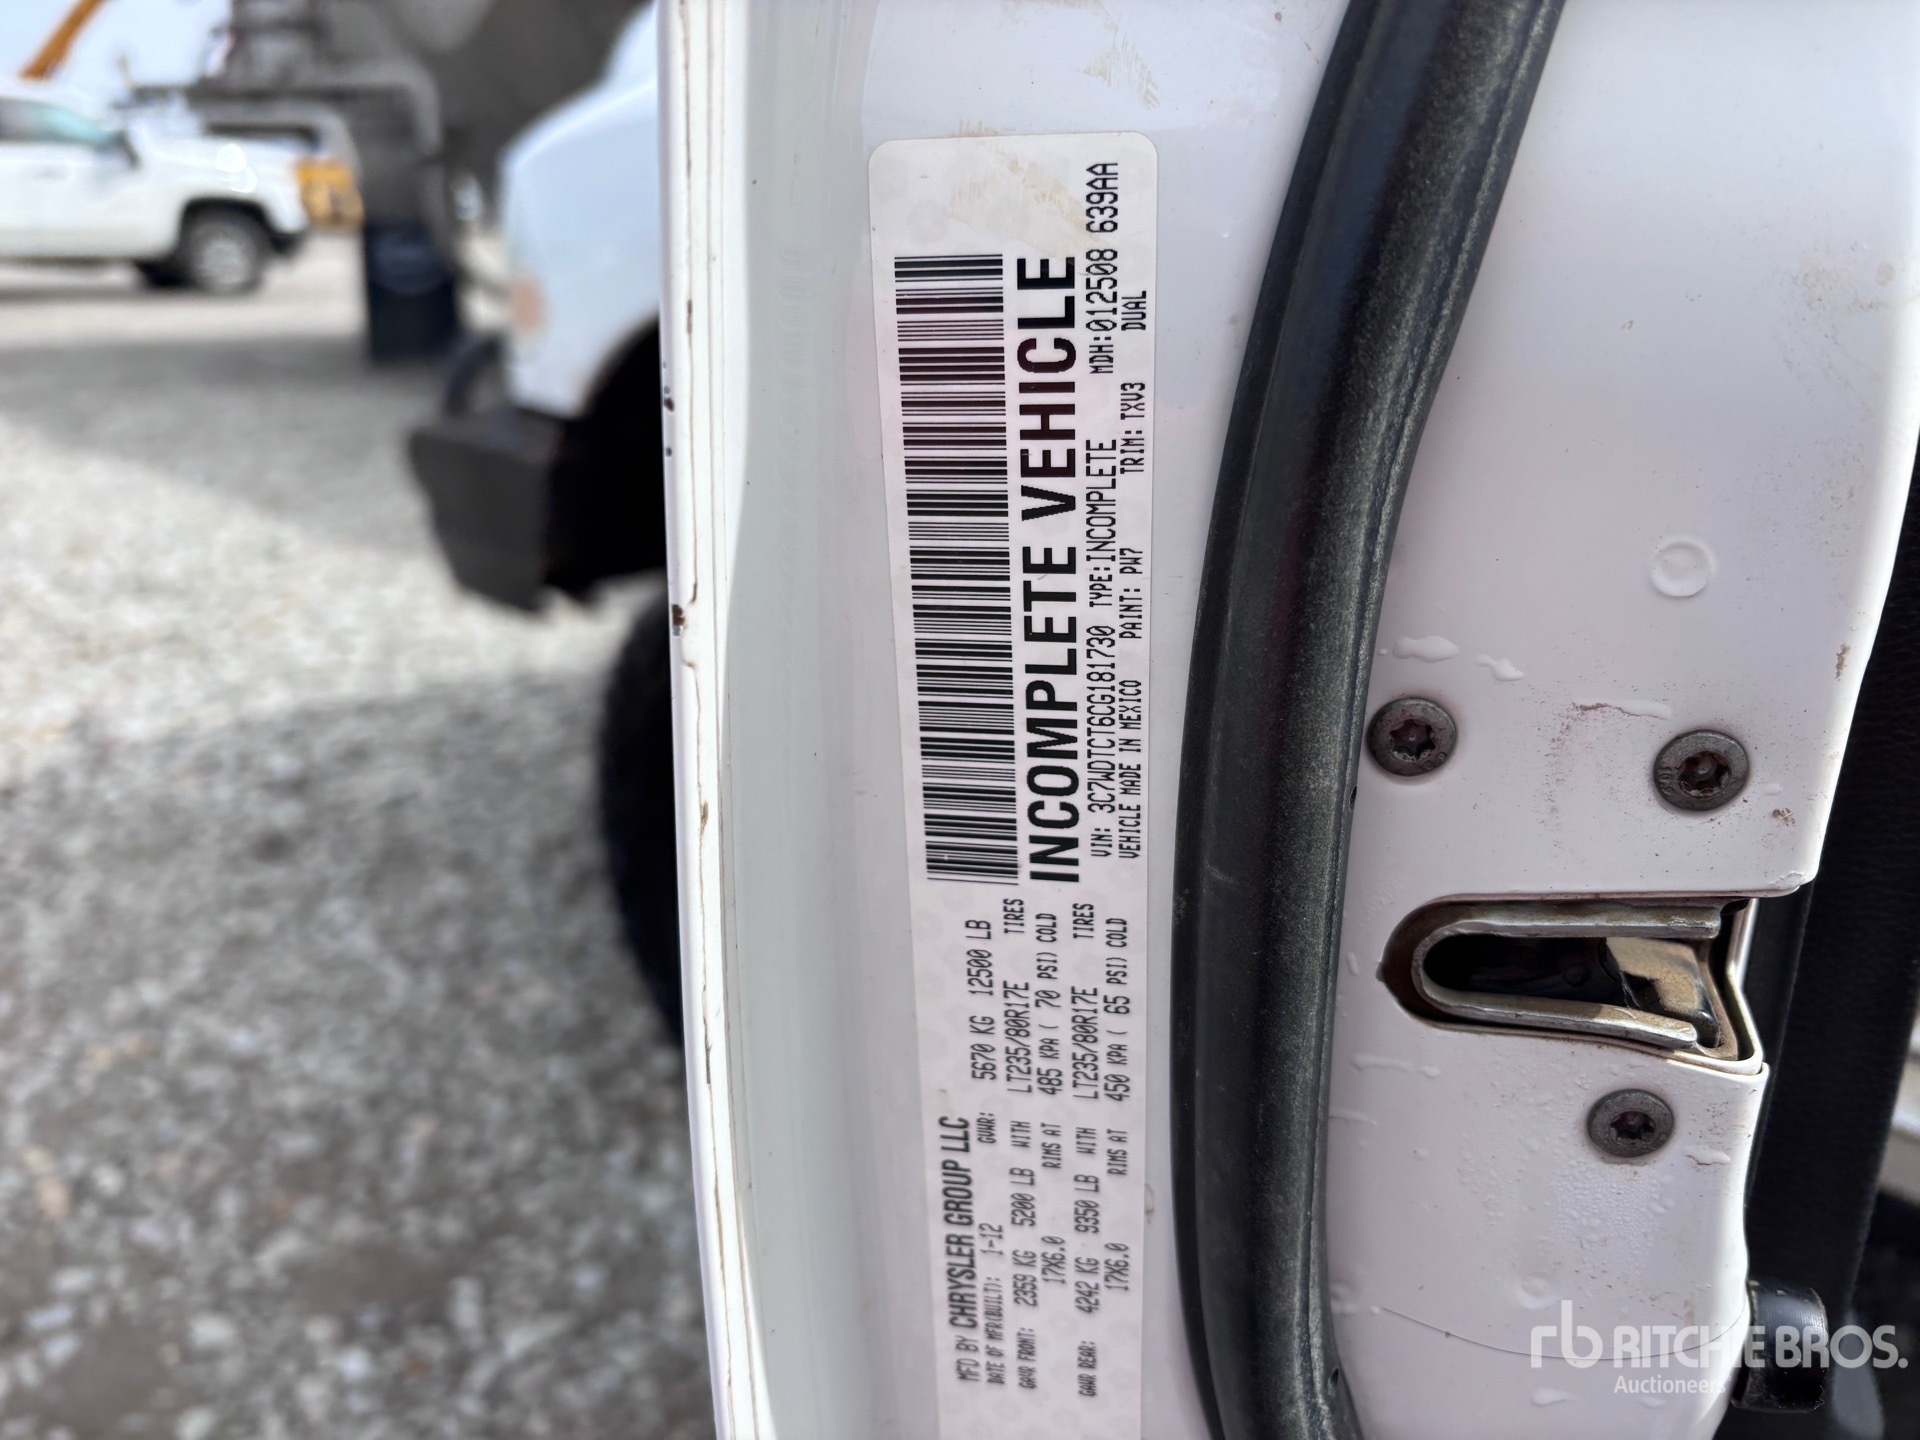 MFD BY CHRYSLER GROUP LLC
DATE OF MFR(BUILT): 1-12 GVWR: 5670 KG 12500 LB
GAWR FRONT: 2359 KG 5200 LB WITH LT235/80R17E TIRES
17X6.0 RIMS AT 485 KPA ( 70 PSI) COLD
GAWR REAR: 4242 KG 9350 LB WITH LT235/80R17E TIRES
17X6.0 RIMS AT 450 KPA ( 65 PSI) COLD
INCOMPLETE VEHICLE
VIN: 3C7WDTCT6CG181730 TYPE:INCOMPLETE MDH:012508 639AA
VEHICLE MADE IN MEXICO PAINT: PW7 TRIM: TXV3 DUAL
rb RITCHIE BROS.
Auctioneers